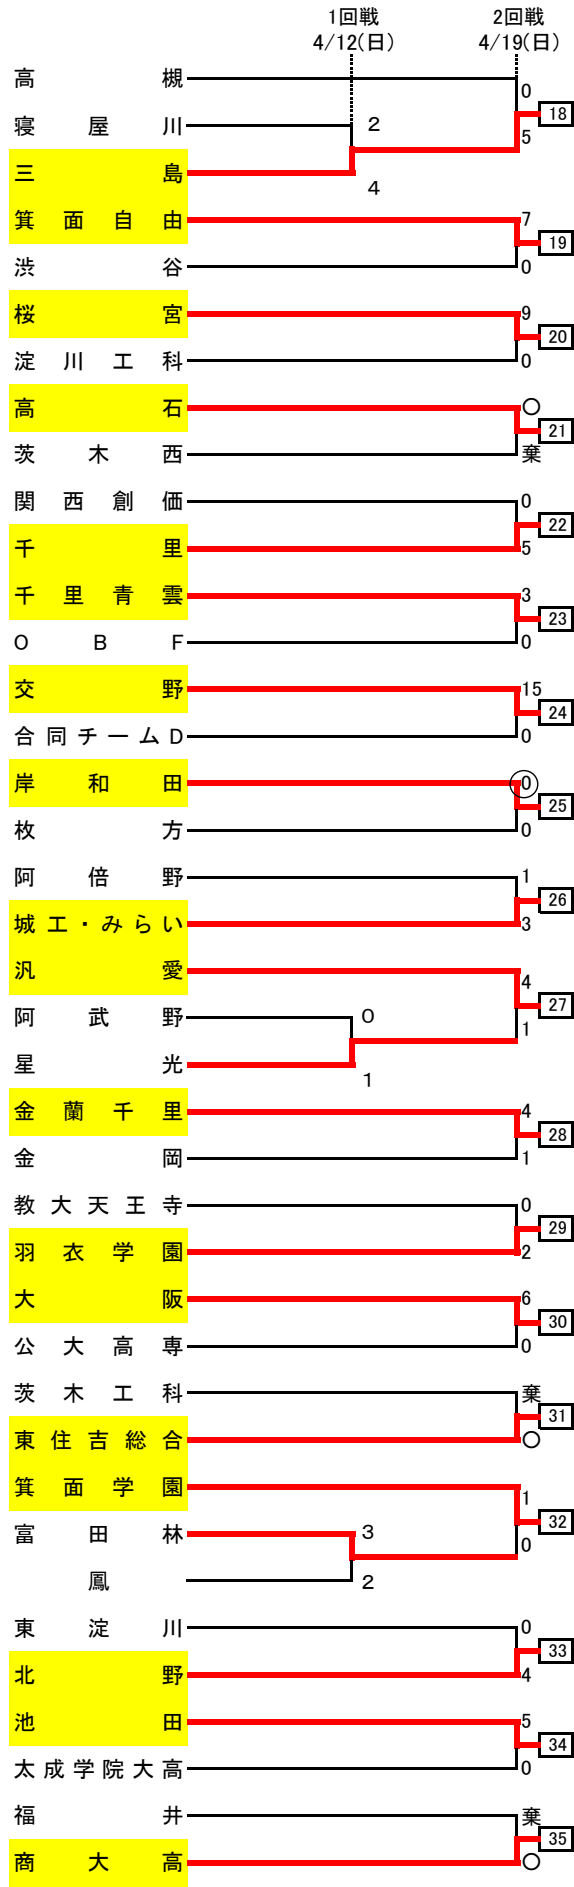 1回戦 2回戦
4/12(日) 4/19(日)
高槻 0
18
寝屋川 2
5
三島
4
箕面自由 7
19
渋谷 0
桜宮 9
20
淀川工科 0
高石 〇
21
茨木西 棄
関西創価 0
22
千里 5
千里青雲 3
23
OBF 0
交野 15
24
合同チームD 0
岸和田 0
25
枚方 0
阿倍野 1
26
城工・みらい 3
汎愛 4
27
阿武野 0 1
星光
1
金蘭千里 4
28
金岡 1
教大天王寺 0
29
羽衣学園 2
大阪 6
30
公大高専 0
茨木工科 棄
31
東住吉総合 〇
箕面学園 1
32
富田林 3 0
鳳 2
東淀川 0
33
北野 4
池田 5
34
太成学院大高 0
福井 棄
35
商大高 〇